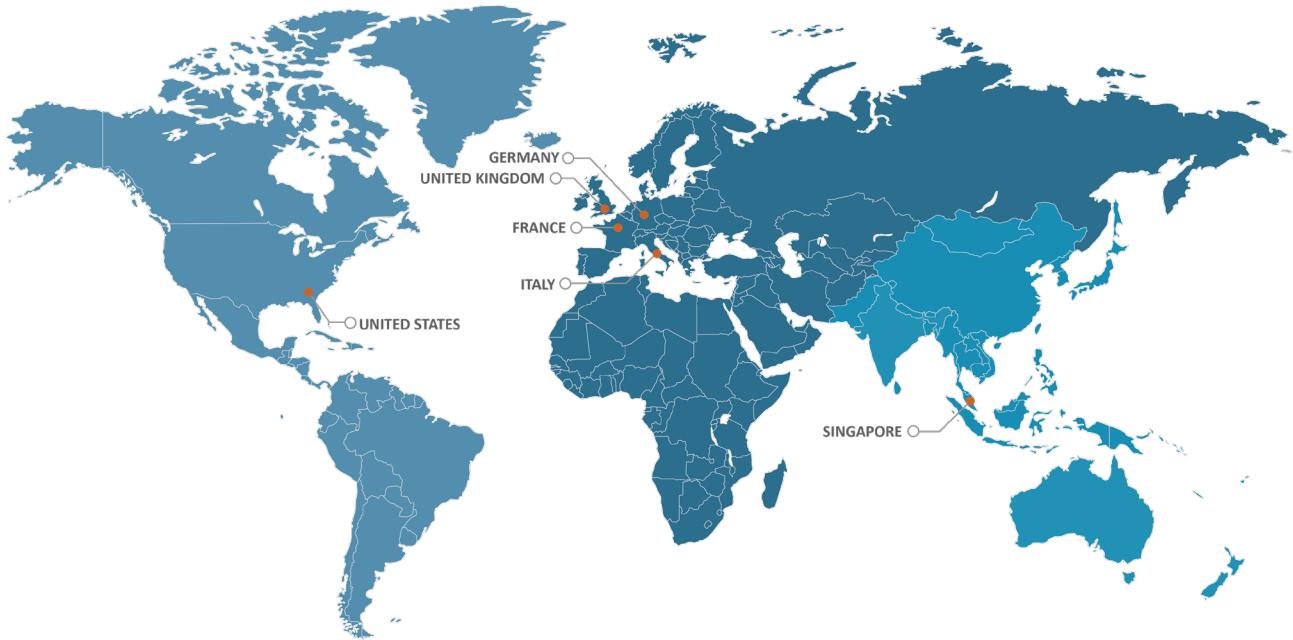 GERMANY
UNITED KINGDOM
FRANCE
ITALY
UNITED STATES
SINGAPORE